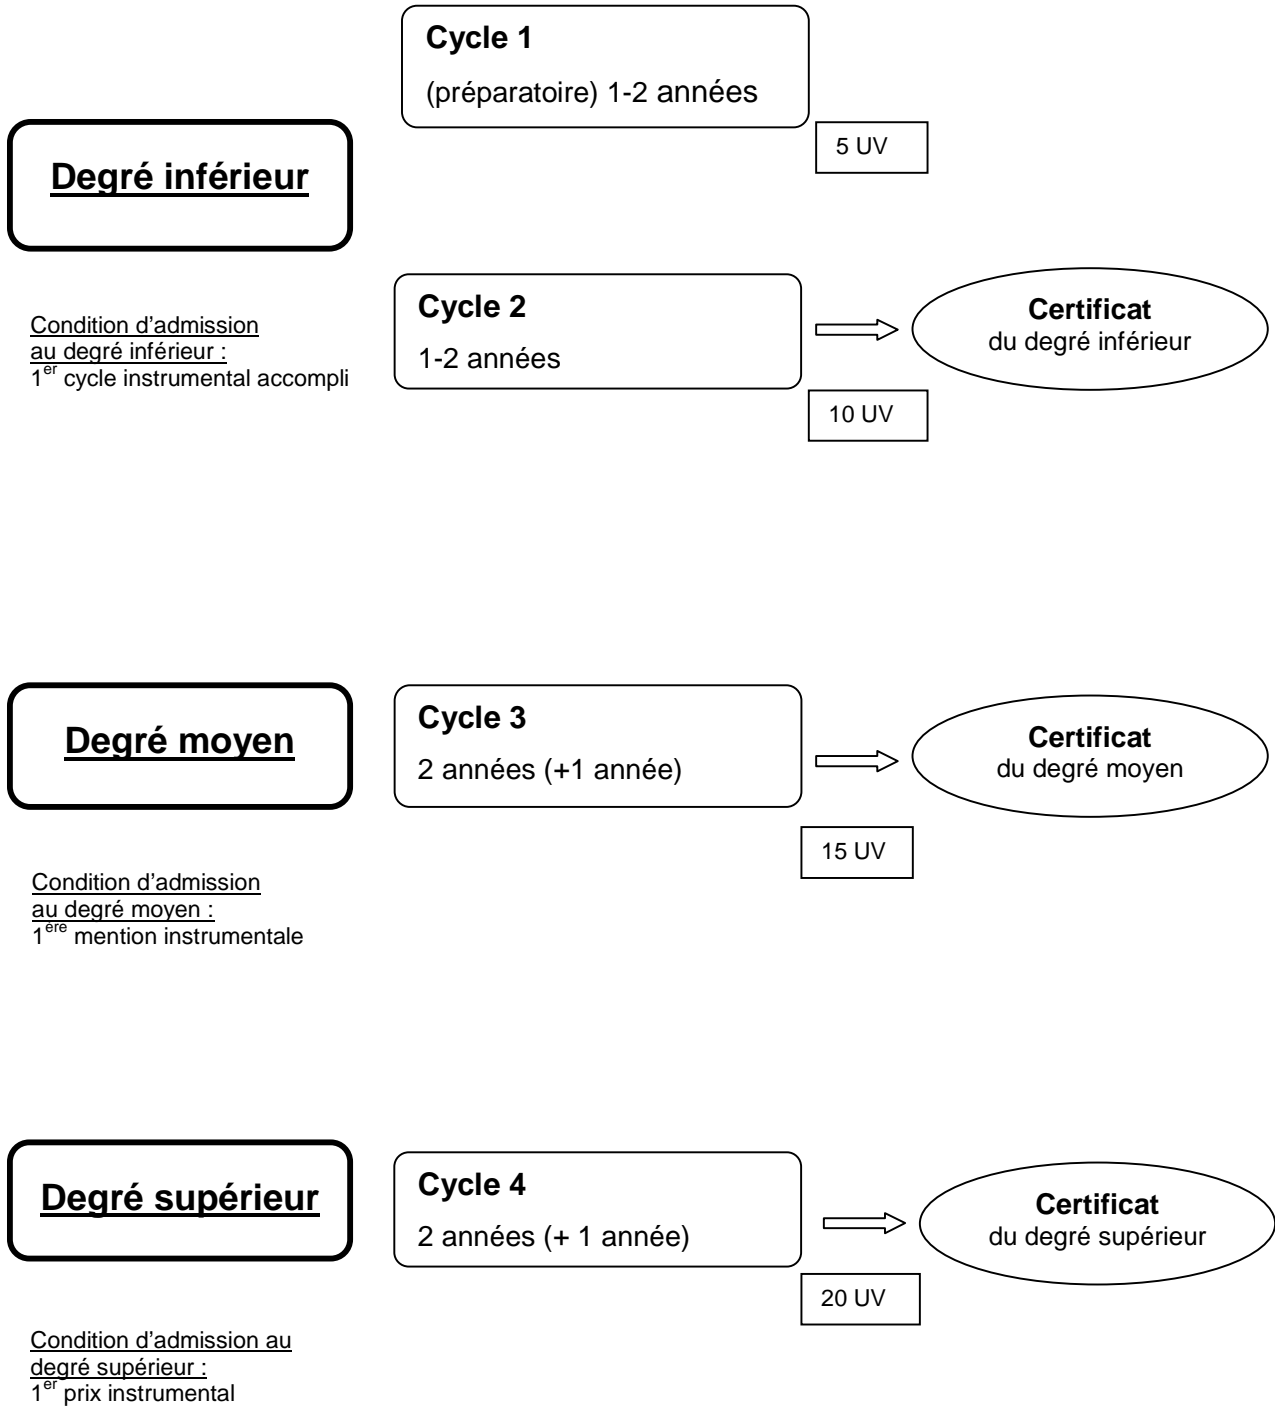 Cycle 1
(préparatoire) 1-2 années
5 UV
Degré inférieur
Condition d'admission
au degré inférieur :
1er cycle instrumental accompli
Cycle 2
1-2 années
10 UV
Certificat
du degré inférieur
Degré moyen
Condition d'admission
au degré moyen :
1ère mention instrumentale
Cycle 3
2 années (+1 année)
15 UV
Certificat
du degré moyen
Degré supérieur
Condition d'admission au
degré supérieur :
1er prix instrumental
Cycle 4
2 années (+ 1 année)
20 UV
Certificat
du degré supérieur